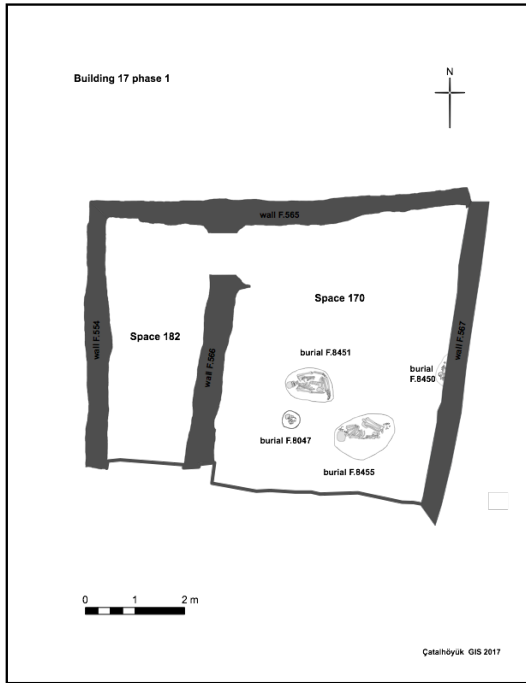 Building 17 phase 1
N
wall F.565
wall F.554
Space 182
wall F.566
Space 170
wall F.567
burial F.8451
burial
F.8450
burial F.8047
burial F.8455
0 1 2 m
Çatalhöyük GIS 2017